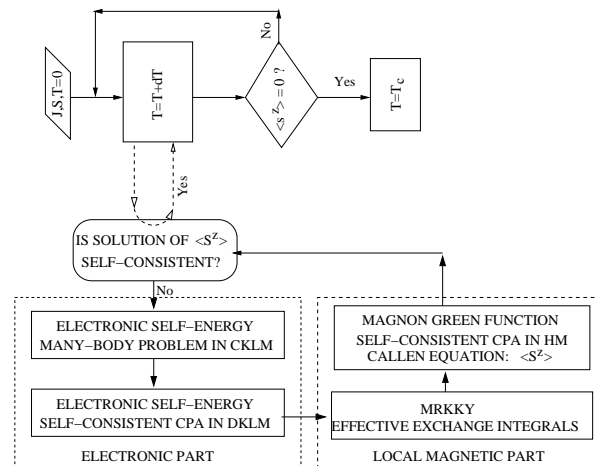 No
J,S,T=0
T=T+dT
<s^z> = 0 ?
Yes
T=T_c
Yes
IS SOLUTION OF <S^z>
SELF-CONSISTENT?
No
ELECTRONIC SELF-ENERGY
MANY-BODY PROBLEM IN CKLM
ELECTRONIC SELF-ENERGY
SELF-CONSISTENT CPA IN DKLM
ELECTRONIC PART
MAGNON GREEN FUNCTION
SELF-CONSISTENT CPA IN HM
CALLEN EQUATION: <S^z>
MRKKY
EFFECTIVE EXCHANGE INTEGRALS
LOCAL MAGNETIC PART